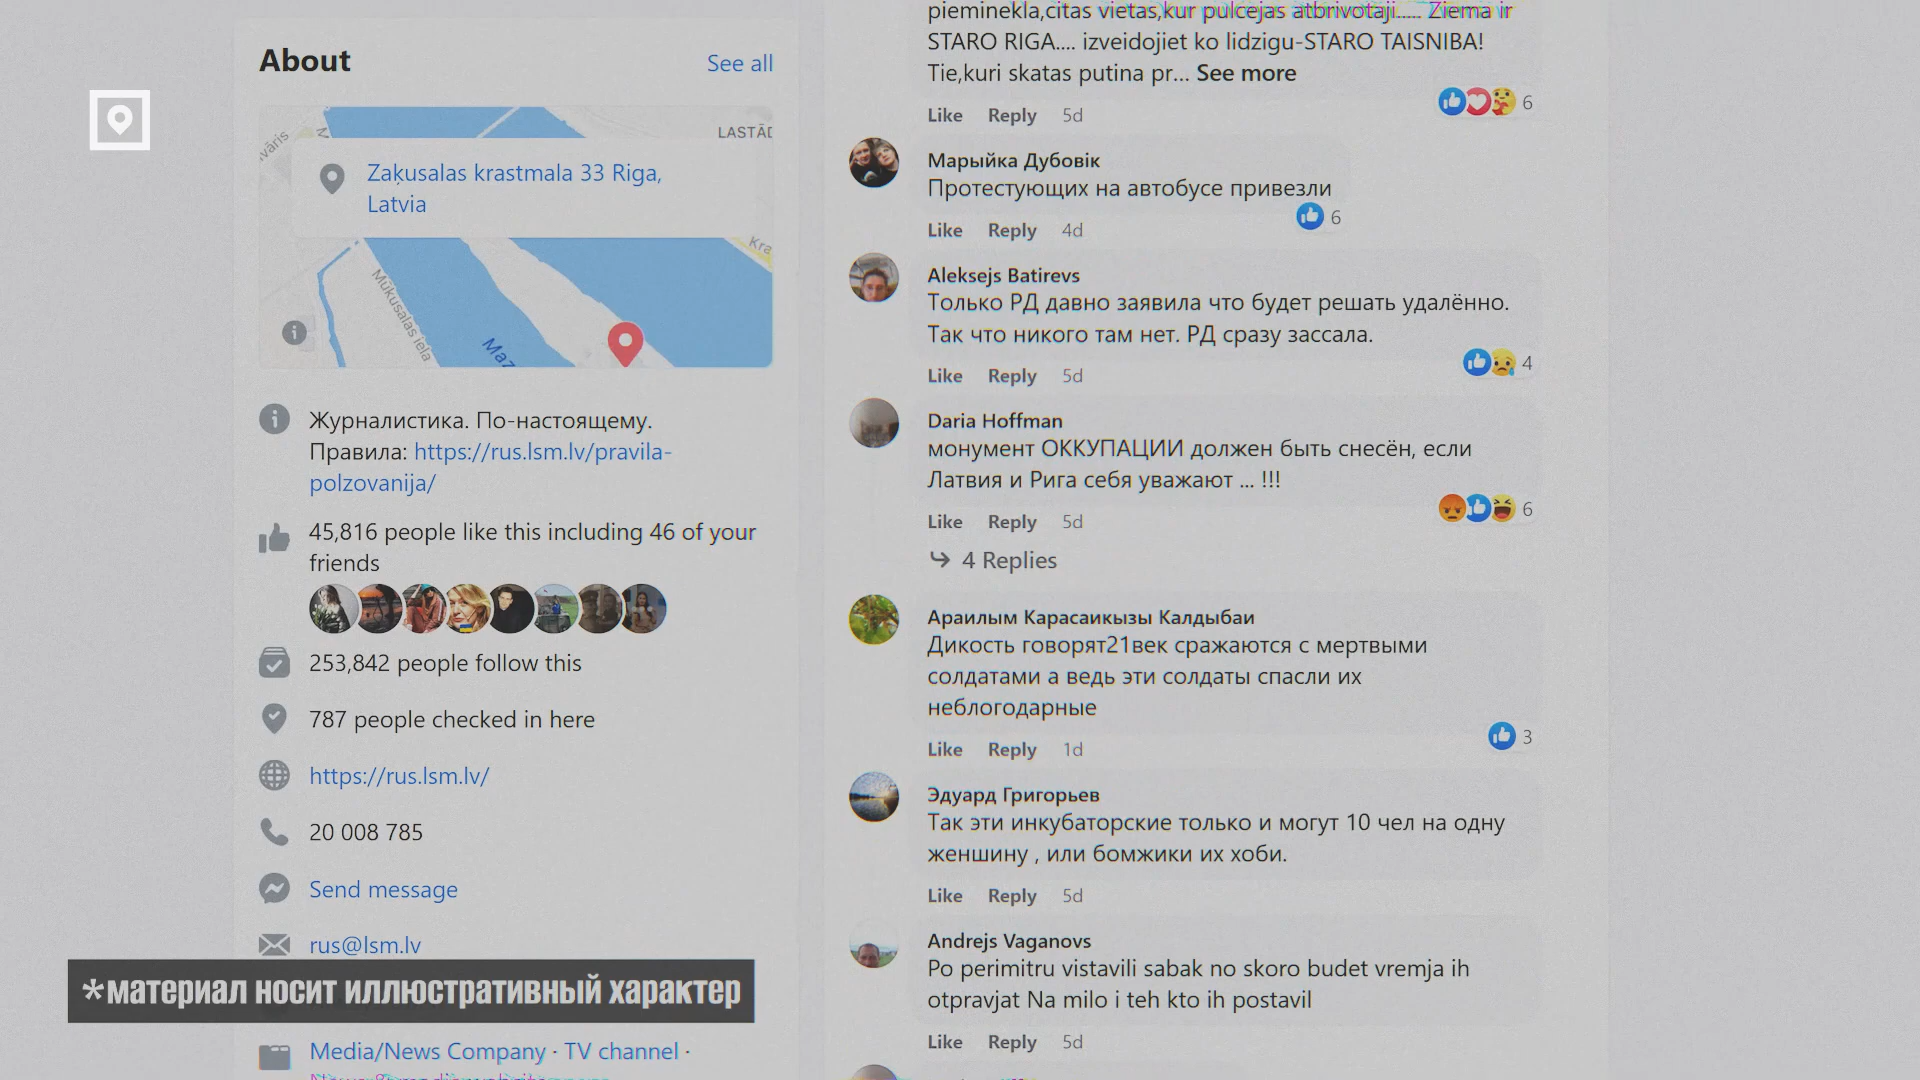 About
See all
LASTĀD
Zaķusalas krastmala 33 Riga,
Latvia
Kra
Mūkusalas iela
Maz
Журналистика. По-настоящему.
Правила: https://rus.lsm.lv/pravila-
polzovanija/
45,816 people like this including 46 of your
friends
253,842 people follow this
787 people checked in here
https://rus.lsm.lv/
20 008 785
Send message
rus@lsm.lv
*материал носит иллюстративный характер
Media/News Company · TV channel ·
pieminekla,citas vietas,kur pulcejas atbrivotaji..... Ziema ir
STARO RIGA.... izveidojiet ko lidzigu-STARO TAISNIBA!
Tie,kuri skatas putina pr... See more
6
Like Reply 5d
Марыйка Дубовік
Протестующих на автобусе привезли
6
Like Reply 4d
Aleksejs Batirevs
Только РД давно заявила что будет решать удалённо.
Так что никого там нет. РД сразу зассала.
4
Like Reply 5d
Daria Hoffman
монумент ОККУПАЦИИ должен быть снесён, если
Латвия и Рига себя уважают ... !!!
6
Like Reply 5d
4 Replies
Араилым Карасаикызы Калдыбаи
Дикость говорят21век сражаются с мертвыми
солдатами а ведь эти солдаты спасли их
неблогодарные
3
Like Reply 1d
Эдуард Григорьев
Так эти инкубаторские только и могут 10 чел на одну
женшину , или бомжики их хоби.
Like Reply 5d
Andrejs Vaganovs
Po perimitru vistavili sabak no skoro budet vremja ih
otpravjat Na milo i teh kto ih postavil
Like Reply 5d